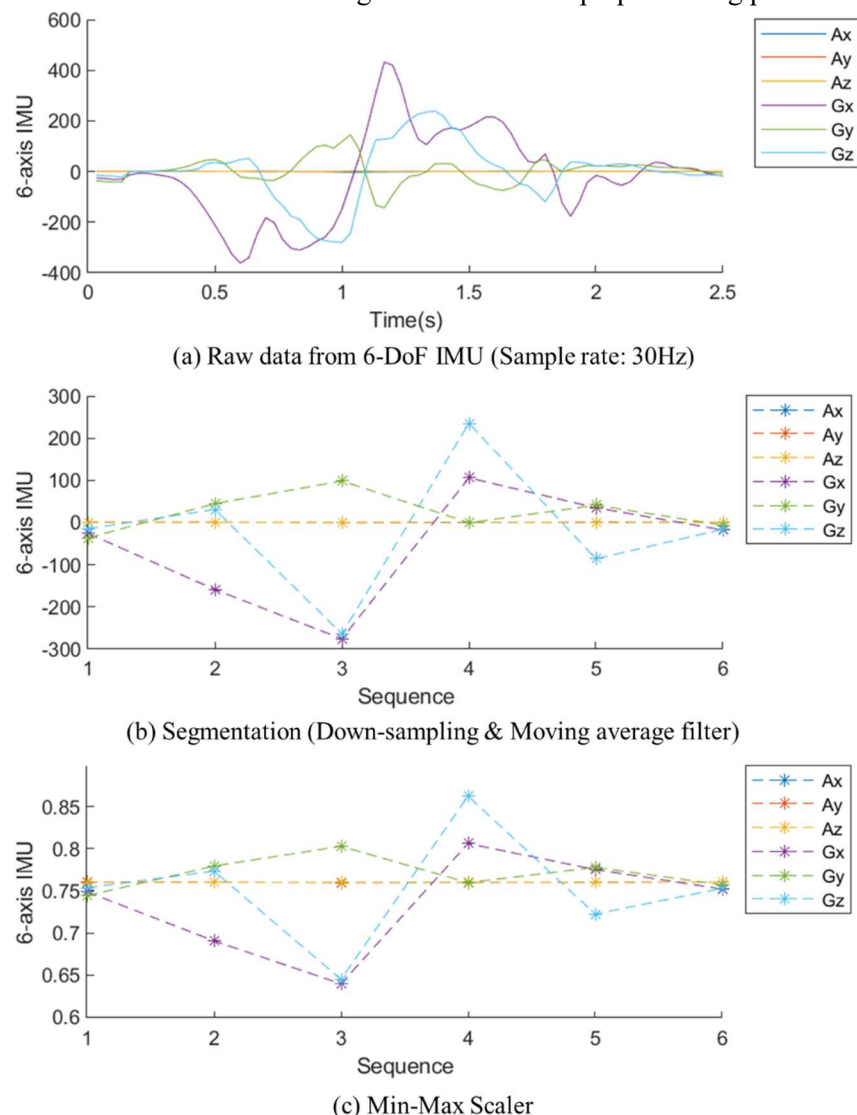 600
400
200
0
-200
-400
6-axis IMU
0 0.5 1 1.5 2 2.5
Time(s)
Ax
Ay
Az
Gx
Gy
Gz
(a) Raw data from 6-DoF IMU (Sample rate: 30Hz)
300
200
100
0
-100
-200
-300
6-axis IMU
1 2 3 4 5 6
Sequence
Ax
Ay
Az
Gx
Gy
Gz
(b) Segmentation (Down-sampling & Moving average filter)
0.85
0.8
0.75
0.7
0.65
0.6
6-axis IMU
1 2 3 4 5 6
Sequence
Ax
Ay
Az
Gx
Gy
Gz
(c) Min-Max Scaler